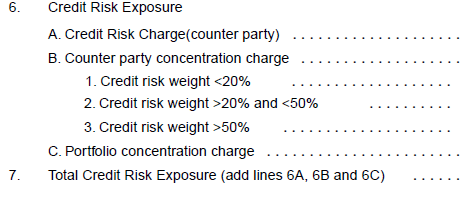 6. Credit Risk Exposure
A. Credit Risk Charge(counter party) . . . . . . . . . . . . . . . . . . . . .
B. Counter party concentration charge . . . . . . . . . . . . . . . . . . . .
1. Credit risk weight <20% . . . . . . . . . . . . . . . . . . . .
2. Credit risk weight >20% and <50% . . . . . . . . . .
3. Credit risk weight >50% . . . . . . . . . . . . . . . . . . . . .
C. Portfolio concentration charge . . . . . . . . . . . . . . . . . . . . . . . .
7. Total Credit Risk Exposure (add lines 6A, 6B and 6C) . . . . . .